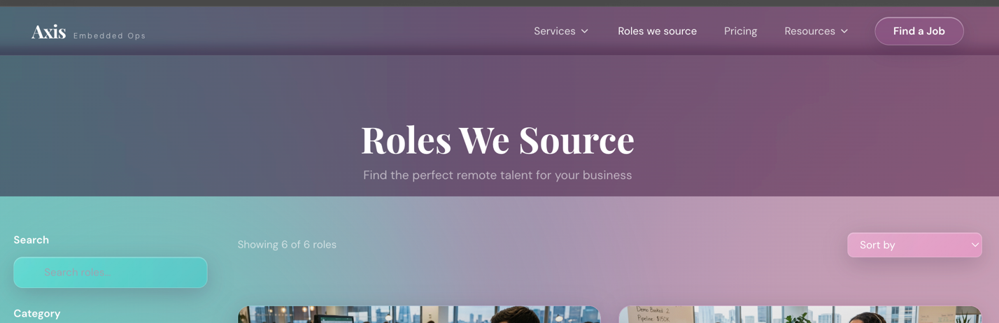 Axis Embedded Ops
Services
Roles we source
Pricing
Resources
Find a Job
Roles We Source
Find the perfect remote talent for your business
Search
Showing 6 of 6 roles
Sort by
Search roles...
Category
Demo Booked: 2
Pipeline: $150K